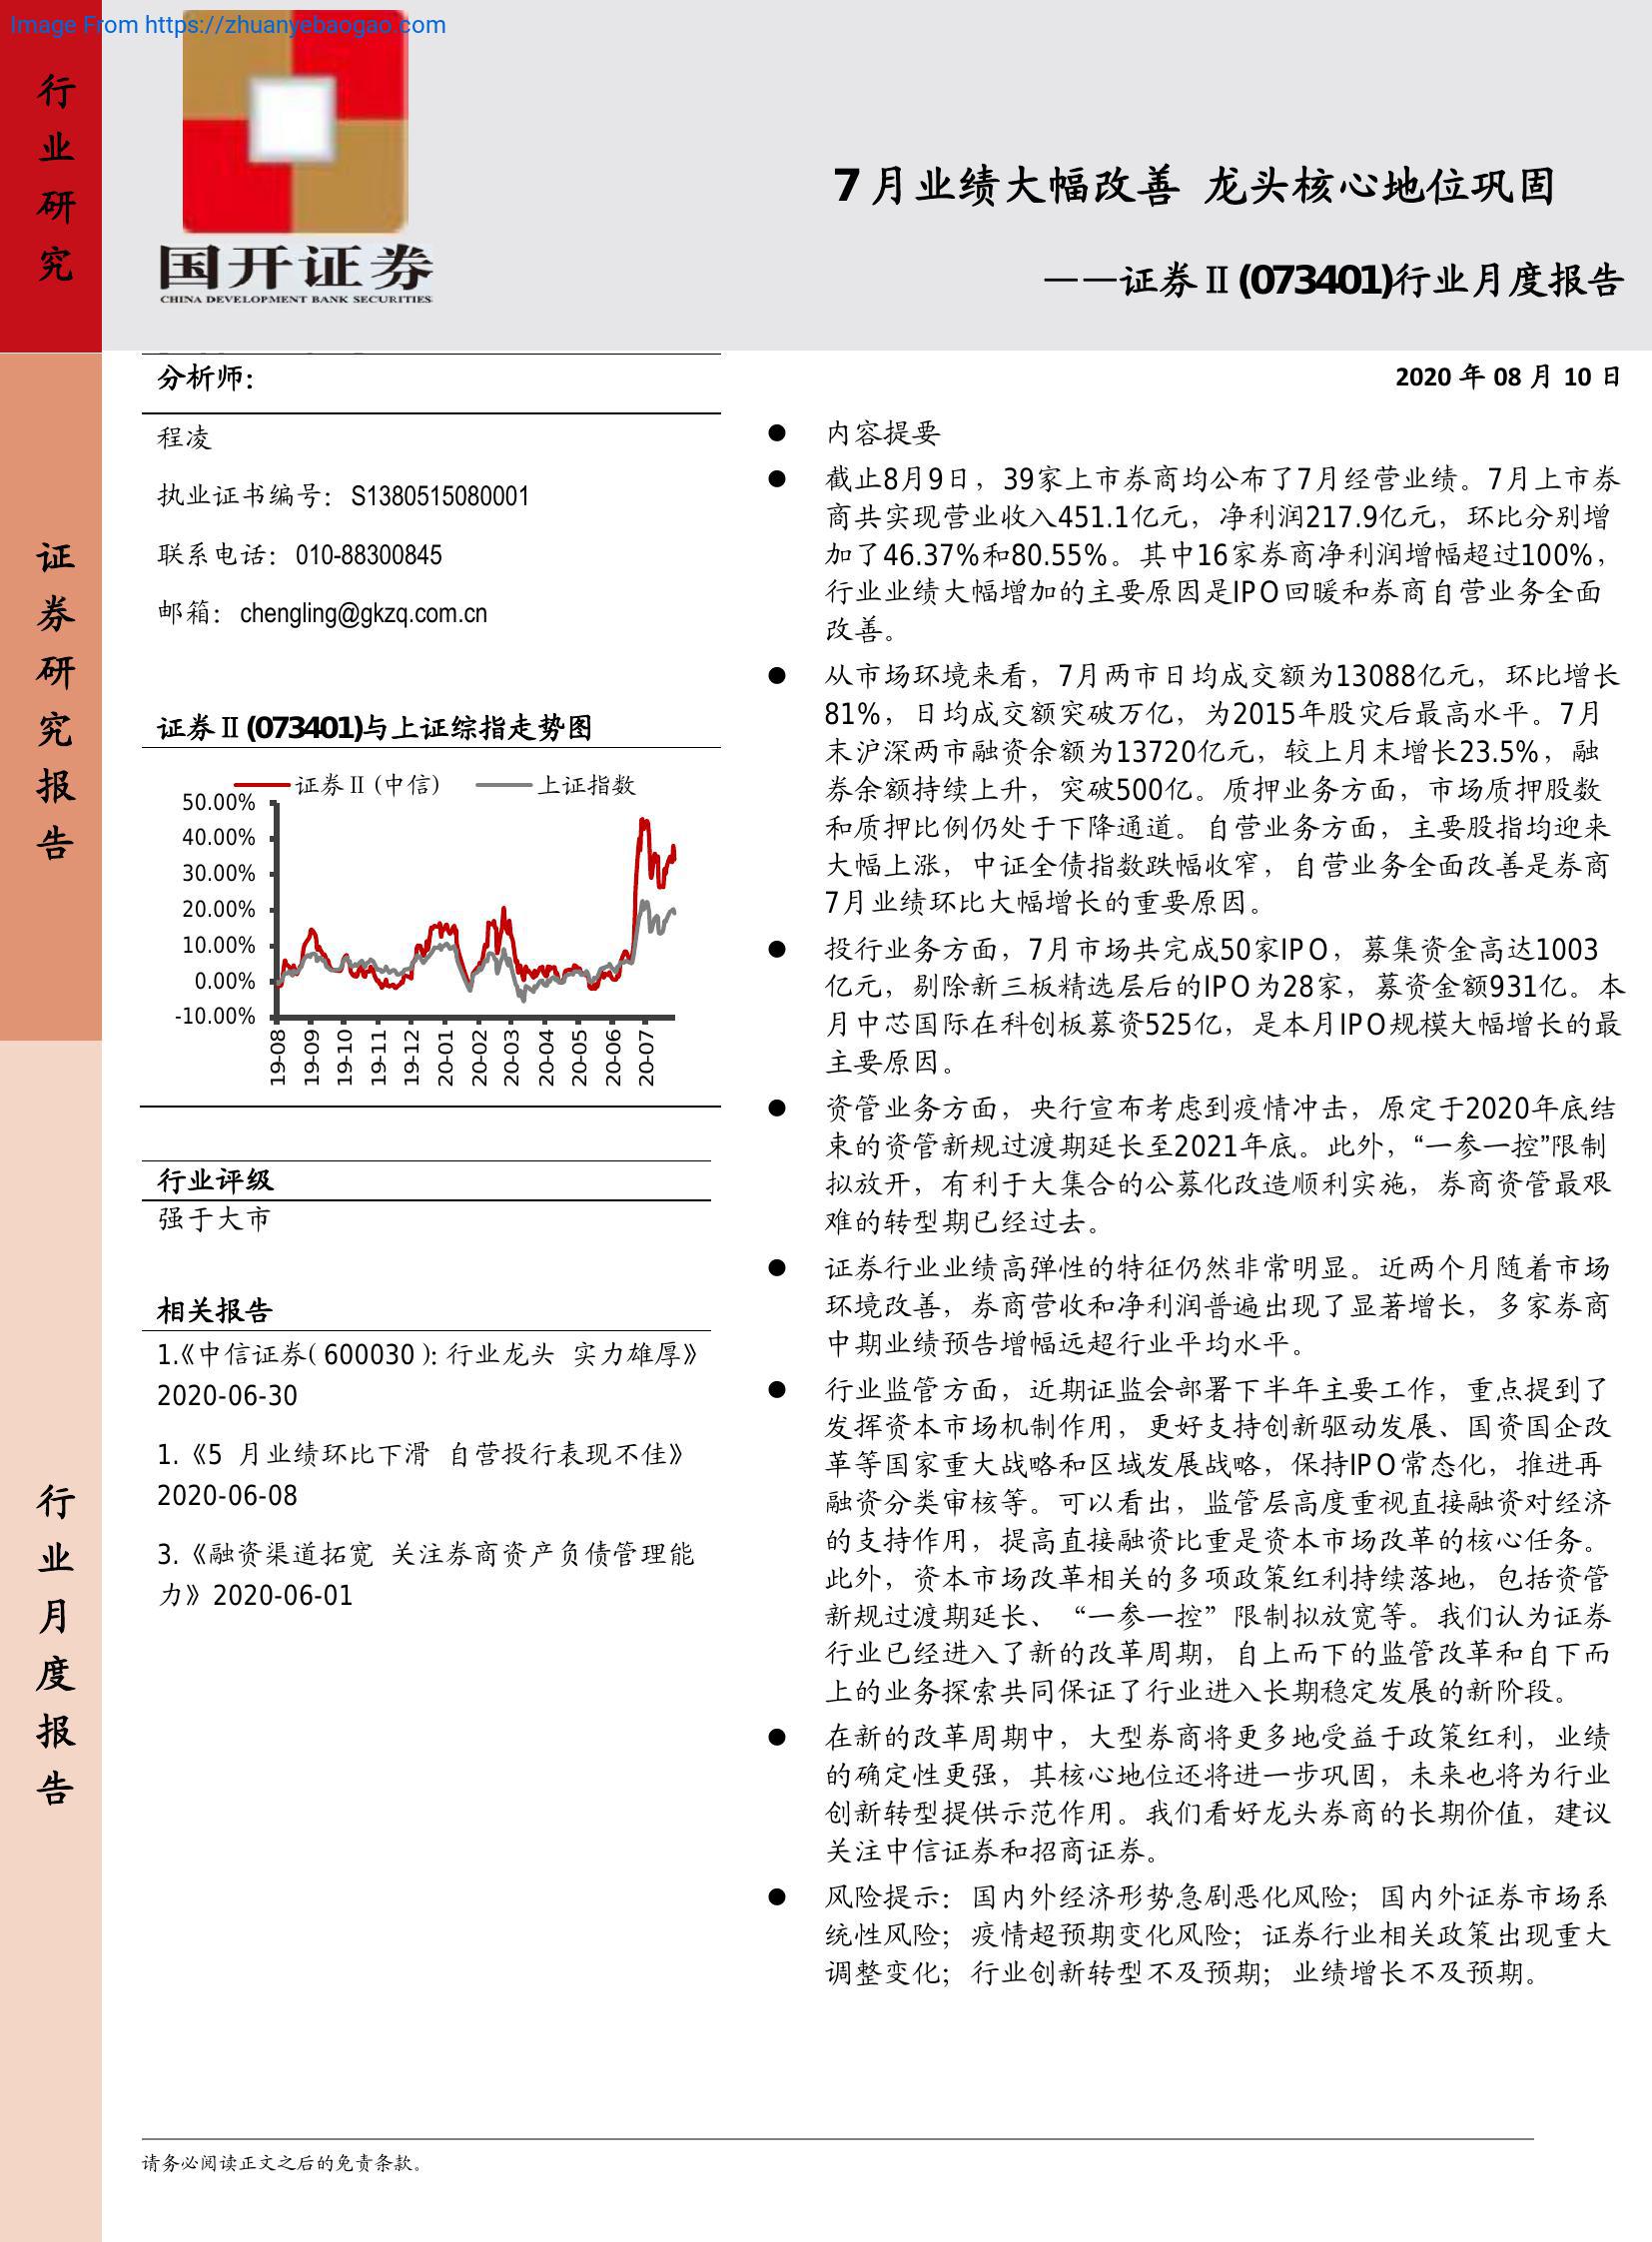 Image From https://zhuanyebaogao.com
行业研究
国开证券
CHINA DEVELOPMENT BANK SECURITIES
7月业绩大幅改善 龙头核心地位巩固
——证券Ⅱ(073401)行业月度报告
证券研究报告
行业月度报告
分析师：
程凌
执业证书编号：S1380515080001
联系电话：010-88300845
邮箱：chengling@gkzq.com.cn
证券Ⅱ(073401)与上证综指走势图
证券Ⅱ(中信) 上证指数
50.00%
40.00%
30.00%
20.00%
10.00%
0.00%
-10.00%
19-08 19-09 19-10 19-11 19-12 20-01 20-02 20-03 20-04 20-05 20-06 20-07
行业评级
强于大市
相关报告
1.《中信证券(600030):行业龙头 实力雄厚》
2020-06-30
1.《5 月业绩环比下滑 自营投行表现不佳》
2020-06-08
3.《融资渠道拓宽 关注券商资产负债管理能
力》2020-06-01
2020 年 08 月 10 日
● 内容提要
● 截止8月9日，39家上市券商均公布了7月经营业绩。7月上市券
商共实现营业收入451.1亿元，净利润217.9亿元，环比分别增
加了46.37%和80.55%。其中16家券商净利润增幅超过100%，
行业业绩大幅增加的主要原因是IPO回暖和券商自营业务全面
改善。
● 从市场环境来看，7月两市日均成交额为13088亿元，环比增长
81%，日均成交额突破万亿，为2015年股灾后最高水平。7月
末沪深两市融资余额为13720亿元，较上月末增长23.5%，融
券余额持续上升，突破500亿。质押业务方面，市场质押股数
和质押比例仍处于下降通道。自营业务方面，主要股指均迎来
大幅上涨，中证全债指数跌幅收窄，自营业务全面改善是券商
7月业绩环比大幅增长的重要原因。
● 投行业务方面，7月市场共完成50家IPO，募集资金高达1003
亿元，剔除新三板精选层后的IPO为28家，募资金额931亿。本
月中芯国际在科创板募资525亿，是本月IPO规模大幅增长的最
主要原因。
● 资管业务方面，央行宣布考虑到疫情冲击，原定于2020年底结
束的资管新规过渡期延长至2021年底。此外，“一参一控”限制
拟放开，有利于大集合的公募化改造顺利实施，券商资管最艰
难的转型期已经过去。
● 证券行业业绩高弹性的特征仍然非常明显。近两个月随着市场
环境改善，券商营收和净利润普遍出现了显著增长，多家券商
中期业绩预告增幅远超行业平均水平。
● 行业监管方面，近期证监会部署下半年主要工作，重点提到了
发挥资本市场机制作用，更好支持创新驱动发展、国资国企改
革等国家重大战略和区域发展战略，保持IPO常态化，推进再
融资分类审核等。可以看出，监管层高度重视直接融资对经济
的支持作用，提高直接融资比重是资本市场改革的核心任务。
此外，资本市场改革相关的多项政策红利持续落地，包括资管
新规过渡期延长、“一参一控”限制拟放宽等。我们认为证券
行业已经进入了新的改革周期，自上而下的监管改革和自下而
上的业务探索共同保证了行业进入长期稳定发展的新阶段。
● 在新的改革周期中，大型券商将更多地受益于政策红利，业绩
的确定性更强，其核心地位还将进一步巩固，未来也将为行业
创新转型提供示范作用。我们看好龙头券商的长期价值，建议
关注中信证券和招商证券。
● 风险提示：国内外经济形势急剧恶化风险；国内外证券市场系
统性风险；疫情超预期变化风险；证券行业相关政策出现重大
调整变化；行业创新转型不及预期；业绩增长不及预期。
请务必阅读正文之后的免责条款。